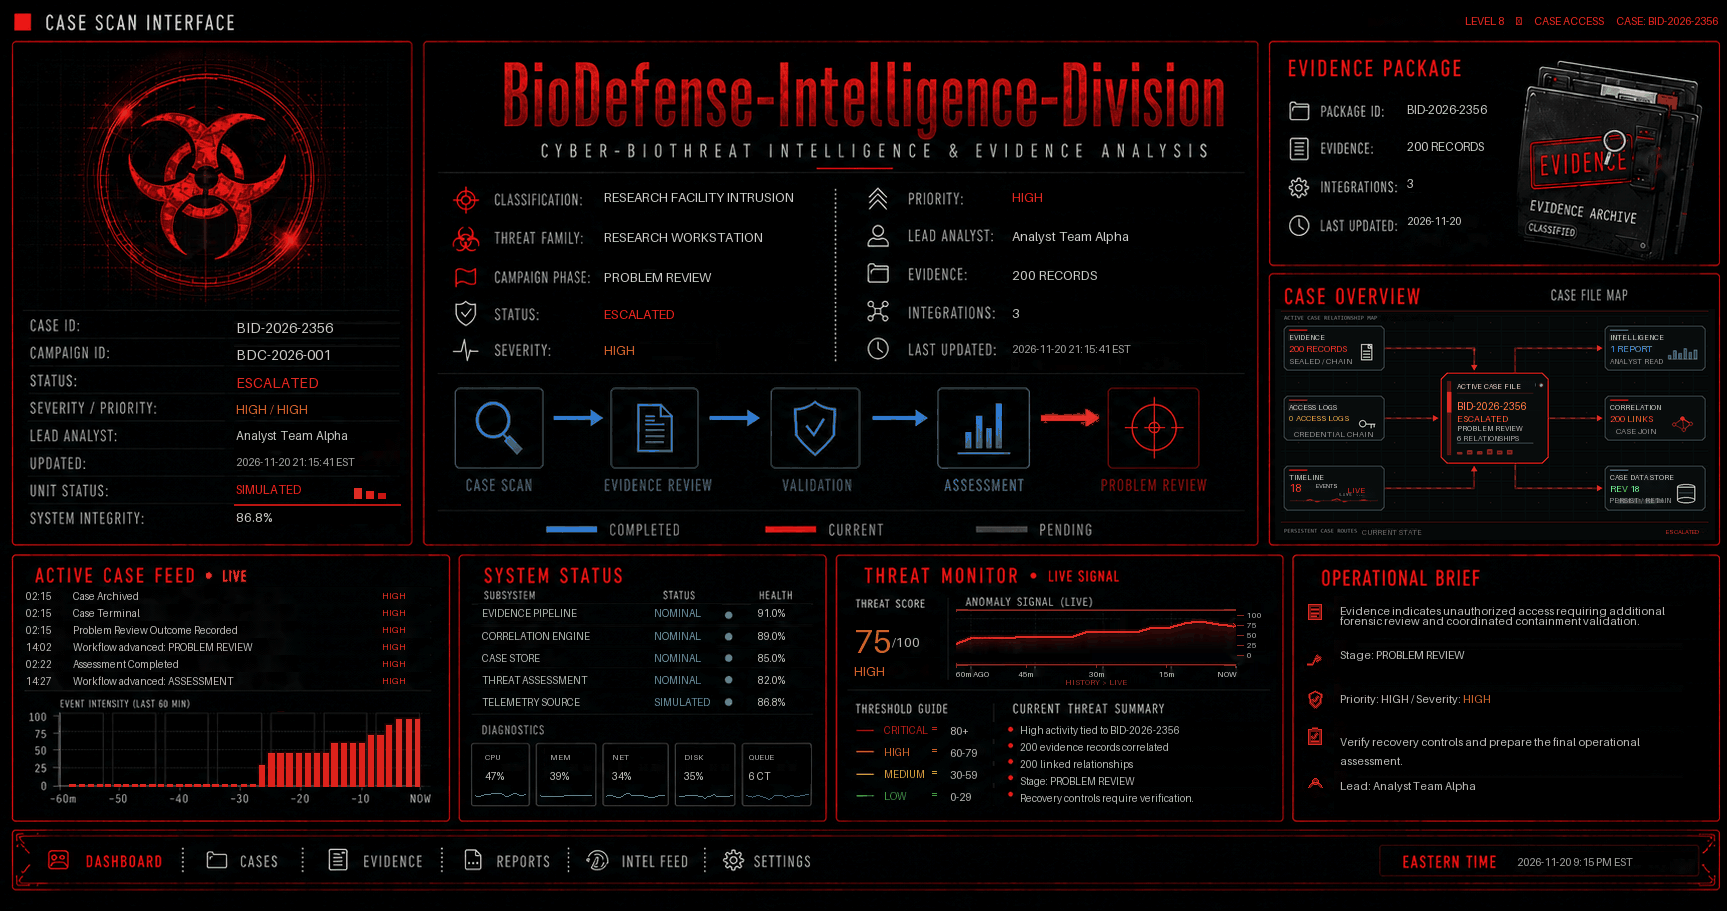 CASE SCAN INTERFACE
LEVEL 8 CASE ACCESS CASE: BID-2026-2356
CASE ID: BID-2026-2356
CAMPAIGN ID: BDC-2026-001
STATUS: ESCALATED
SEVERITY / PRIORITY: HIGH / HIGH
LEAD ANALYST: Analyst Team Alpha
UPDATED: 2026-11-20 21:15:41 EST
UNIT STATUS: SIMULATED
SYSTEM INTEGRITY: 86.8%
BioDefense-Intelligence-Division
CYBER-BIOTHREAT INTELLIGENCE & EVIDENCE ANALYSIS
CLASSIFICATION: RESEARCH FACILITY INTRUSION
THREAT FAMILY: RESEARCH WORKSTATION
CAMPAIGN PHASE: PROBLEM REVIEW
STATUS: ESCALATED
SEVERITY: HIGH
PRIORITY: HIGH
LEAD ANALYST: Analyst Team Alpha
EVIDENCE: 200 RECORDS
INTEGRATIONS: 3
LAST UPDATED: 2026-11-20 21:15:41 EST
CASE SCAN
EVIDENCE REVIEW
VALIDATION
ASSESSMENT
PROBLEM REVIEW
COMPLETED
CURRENT
PENDING
EVIDENCE PACKAGE
PACKAGE ID: BID-2026-2356
EVIDENCE: 200 RECORDS
INTEGRATIONS: 3
LAST UPDATED: 2026-11-20
EVIDENCE
EVIDENCE ARCHIVE
CLASSIFIED
CASE OVERVIEW
CASE FILE MAP
ACTIVE CASE RELATIONSHIP MAP
EVIDENCE
200 RECORDS
SEALED / CHAIN
ACCESS LOGS
0 ACCESS LOGS
CREDENTIAL CHAIN
TIMELINE
18 EVENTS
LIVE
ACTIVE CASE FILE
BID-2026-2356
ESCALATED
PROBLEM REVIEW
6 RELATIONSHIPS
INTELLIGENCE
1 REPORT
ANALYST READ
CORRELATION
200 LINKS
CASE JOIN
CASE DATASTORE
REV 18
PERSISTENT CASE ROUTES CURRENT STATE
ESCALATED
ACTIVE CASE FEED • LIVE
02:15 Case Archived HIGH
02:15 Case Terminal HIGH
02:15 Problem Review Outcome Recorded HIGH
14:02 Workflow advanced: PROBLEM REVIEW HIGH
02:22 Assessment Completed HIGH
14:27 Workflow advanced: ASSESSMENT HIGH
EVENT INTENSITY (LAST 60 MIN)
100
75
50
25
0
-60m -50 -40 -30 -20 -10 NOW
SYSTEM STATUS
SUBSYSTEM STATUS HEALTH
EVIDENCE PIPELINE NOMINAL 91.0%
CORRELATION ENGINE NOMINAL 89.0%
CASE STORE NOMINAL 85.0%
THREAT ASSESSMENT NOMINAL 82.0%
TELEMETRY SOURCE SIMULATED 86.8%
DIAGNOSTICS
CPU MEM NET DISK QUEUE
47% 39% 34% 35% 6 CT
THREAT MONITOR • LIVE SIGNAL
THREAT SCORE
75/100
HIGH
ANOMALY SIGNAL (LIVE)
100
75
50
25
0
60m AGO 45m 30m 15m NOW
HISTORY > LIVE
THRESHOLD GUIDE
CRITICAL = 80+
HIGH = 60-79
MEDIUM = 30-59
LOW = 0-29
CURRENT THREAT SUMMARY
High activity tied to BID-2026-2356
200 evidence records correlated
200 linked relationships
Stage: PROBLEM REVIEW
Recovery controls require verification.
OPERATIONAL BRIEF
Evidence indicates unauthorized access requiring additional
forensic review and coordinated containment validation.
Stage: PROBLEM REVIEW
Priority: HIGH / Severity: HIGH
Verify recovery controls and prepare the final operational
assessment.
Lead: Analyst Team Alpha
DASHBOARD
CASES
EVIDENCE
REPORTS
INTEL FEED
SETTINGS
EASTERN TIME 2026-11-20 9:15 PM EST